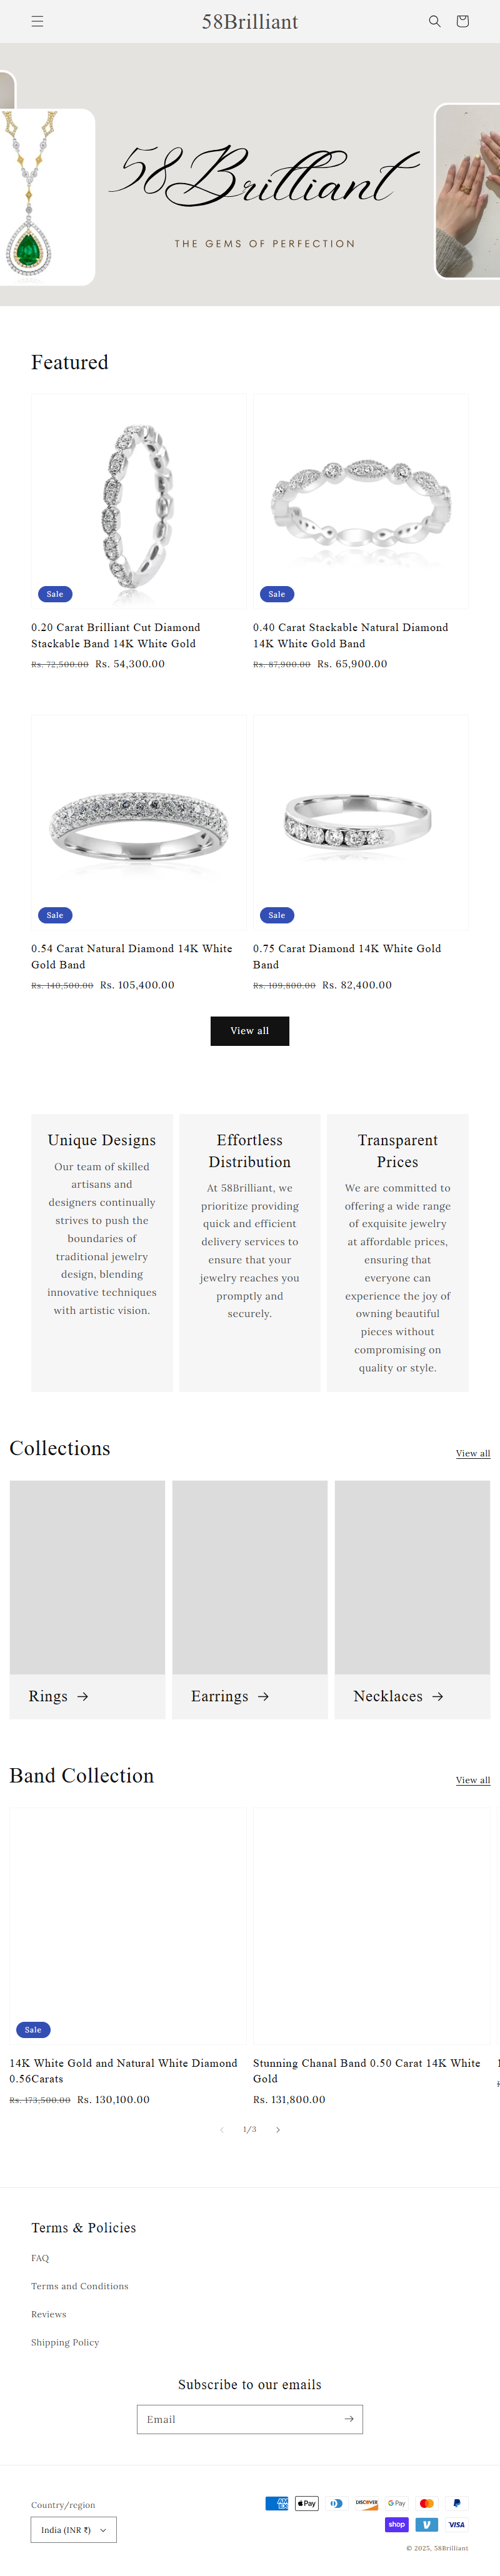 58Brilliant
58Brilliant
THE GEMS OF PERFECTION
Featured
Sale
Sale
0.20 Carat Brilliant Cut Diamond
Stackable Band 14K White Gold
Rs. 72,500.00 Rs. 54,300.00
0.40 Carat Stackable Natural Diamond
14K White Gold Band
Rs. 87,900.00 Rs. 65,900.00
Sale
Sale
0.54 Carat Natural Diamond 14K White
Gold Band
Rs. 140,500.00 Rs. 105,400.00
0.75 Carat Diamond 14K White Gold
Band
Rs. 109,800.00 Rs. 82,400.00
View all
Unique Designs
Our team of skilled
artisans and
designers continually
strives to push the
boundaries of
traditional jewelry
design, blending
innovative techniques
with artistic vision.
Effortless
Distribution
At 58Brilliant, we
prioritize providing
quick and efficient
delivery services to
ensure that your
jewelry reaches you
promptly and
securely.
Transparent
Prices
We are committed to
offering a wide range
of exquisite jewelry
at affordable prices,
ensuring that
everyone can
experience the joy of
owning beautiful
pieces without
compromising on
quality or style.
Collections
View all
Rings
Earrings
Necklaces
Band Collection
View all
Sale
14K White Gold and Natural White Diamond
0.56Carats
Rs. 173,500.00 Rs. 130,100.00
Stunning Chanal Band 0.50 Carat 14K White
Gold
Rs. 131,800.00
1/3
Terms & Policies
FAQ
Terms and Conditions
Reviews
Shipping Policy
Subscribe to our emails
Email
Country/region
India (INR ₹)
AMEX
Pay
DISCOVER
G Pay
shop
VISA
© 2025, 58Brilliant